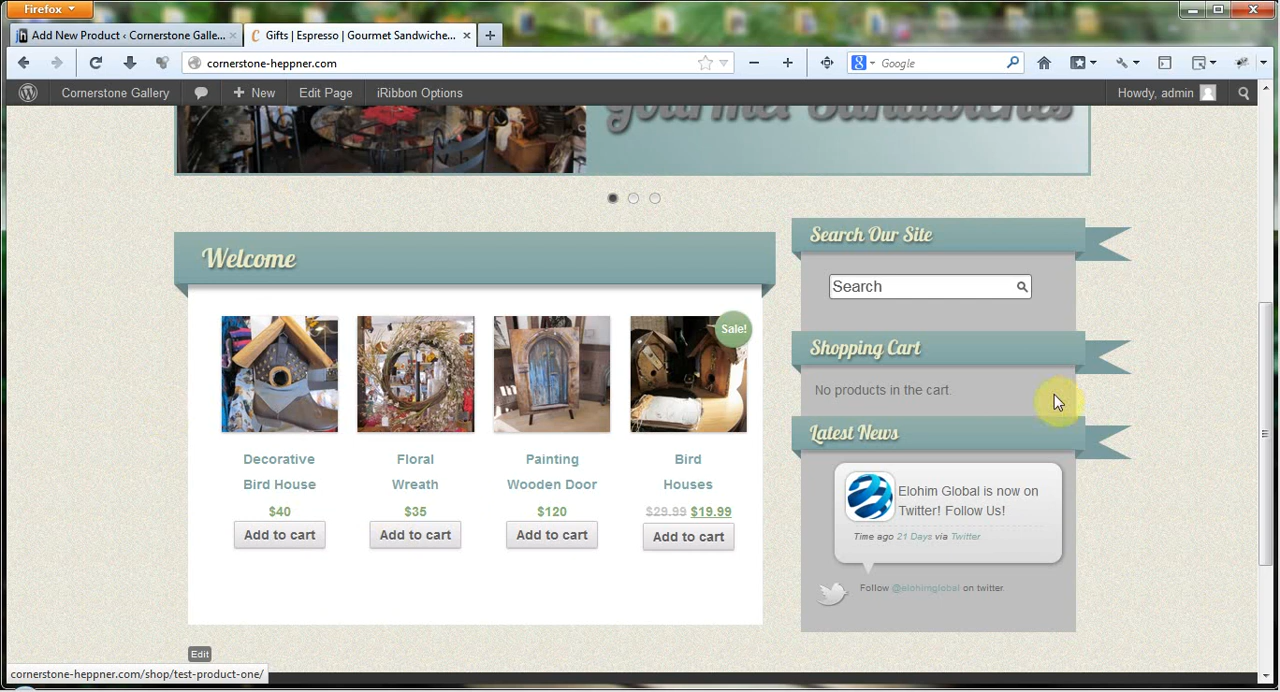 Firefox
Add New Product ‹ Cornerstone Galle...
Gifts | Espresso | Gourmet Sandwiche...
cornerstone-heppner.com
Google
Cornerstone Gallery
New
Edit Page
iRibbon Options
Howdy, admin
Gourmet Sandwiches
Search Our Site
Welcome
Search
Sale!
Shopping Cart
No products in the cart.
Latest News
Decorative Bird House
Floral Wreath
Painting Wooden Door
Bird Houses
$40
$35
$120
$29.99 $19.99
Add to cart
Add to cart
Add to cart
Add to cart
Elohim Global is now on
Twitter! Follow Us!
Time ago 21 Days via Twitter
Follow @elohimglobal on twitter.
Edit
cornerstone-heppner.com/shop/test-product-one/